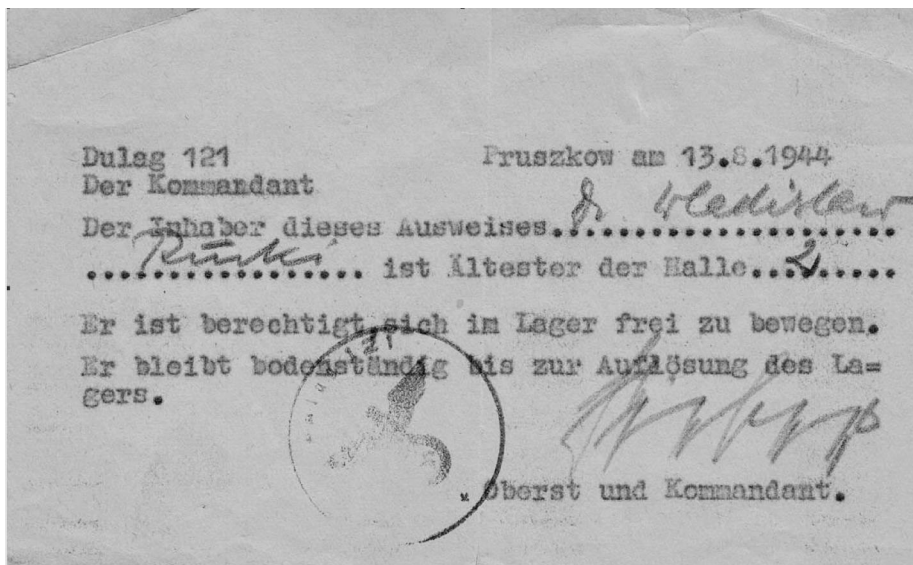 Dulag 121 Pruszkow am 13.8.1944
Der Kommandant
Der Inhaber dieses Ausweises.................... dr Wladislaw
................ ist Ältester der Halle...2.....
Er ist berechtigt,sich im Lager frei zu bewegen.
Er bleibt bodenständig bis zur Auflösung des La=
gers.
Oberst und Kommandant.